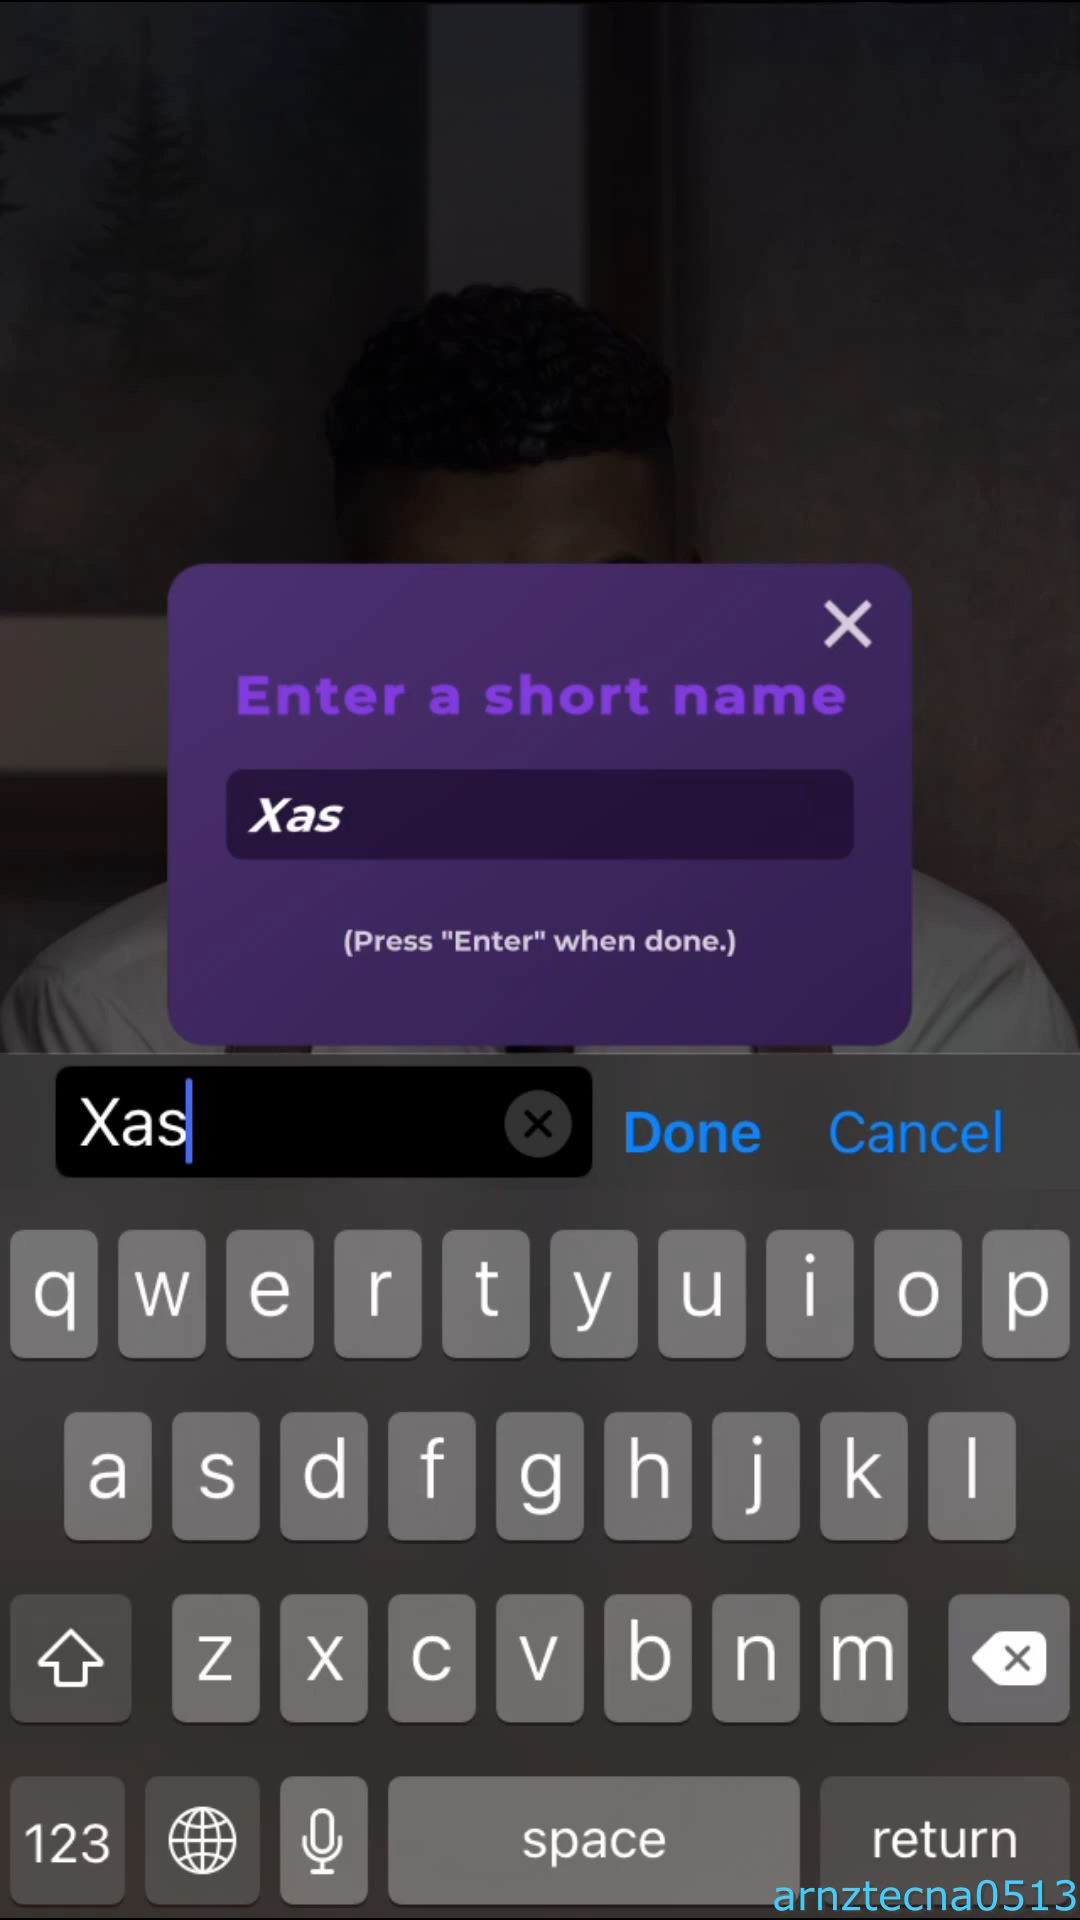 Enter a short name
Xas
(Press "Enter" when done.)
Xas
Done Cancel
q w e r t y u i o p
a s d f g h j k l
z x c v b n m
123 space return
arnztecna0513